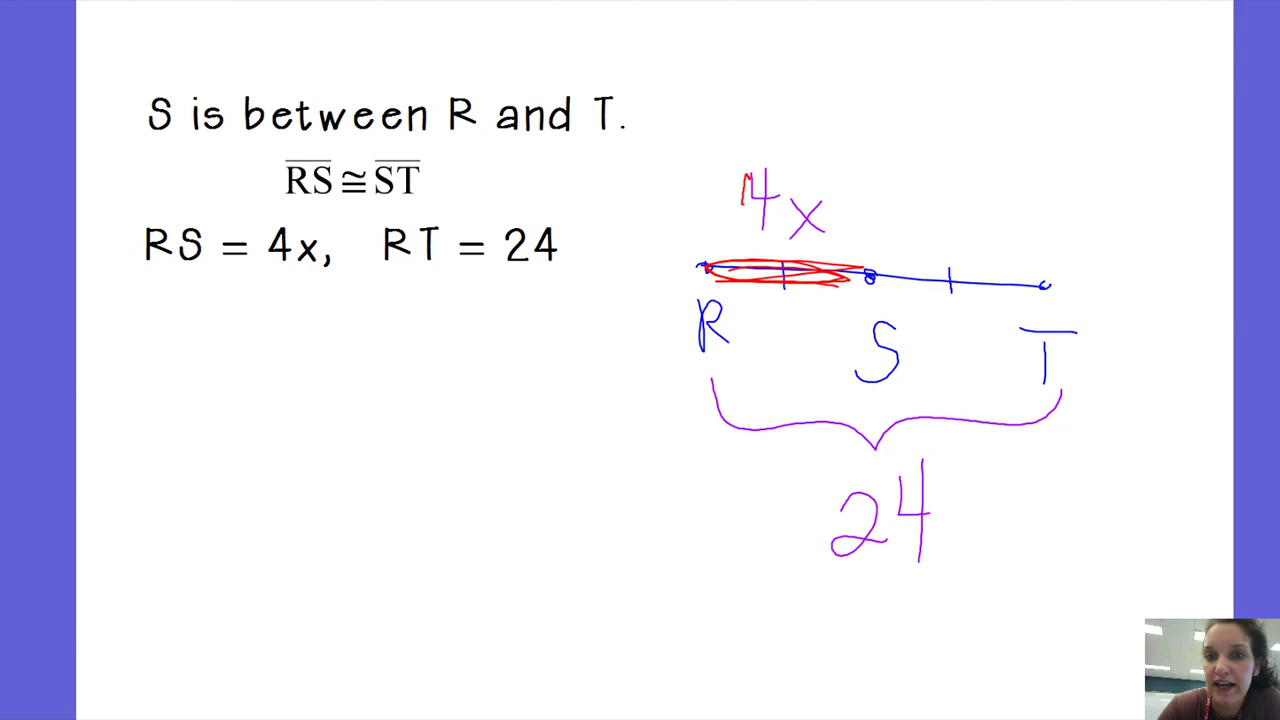 S is between R and T.
RS ≅ ST
RS = 4x, RT = 24
4x
R S T
24